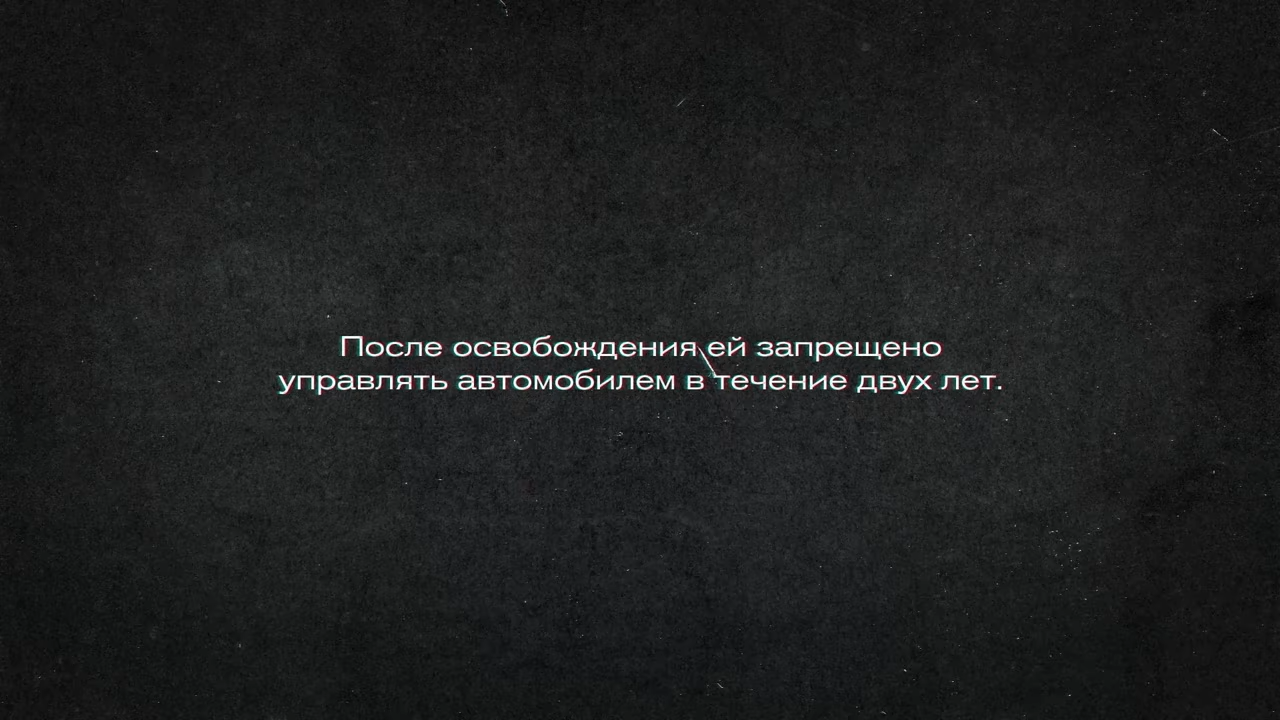 После освобождения ей запрещено
управлять автомобилем в течение двух лет.